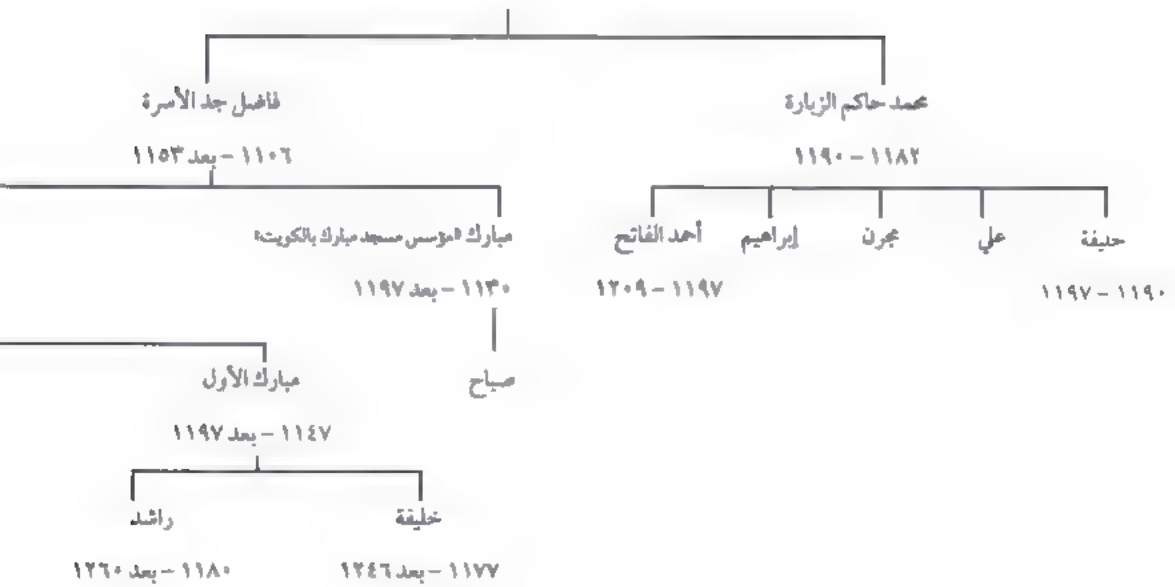 محمد حاكم الزبارة
١١٨٢ – ١١٩٠
فاضل جد الأسرة
١١٠٦ – بعد ١١٥٣
حليفة
١١٩٠ – ١١٩٧
علي
مجرن
إبراهيم
أحمد الفاتح
١١٩٧ – ١٢٠٩
مبارك «مؤسس مسجد مبارك بالكويت»
١١٣٠ – بعد ١١٩٧
صباح
مبارك الأول
١١٤٧ – بعد ١١٩٧
خليفة
١١٧٧ – بعد ١٢٤٦
راشد
١١٨٠ – بعد ١٢٦٠